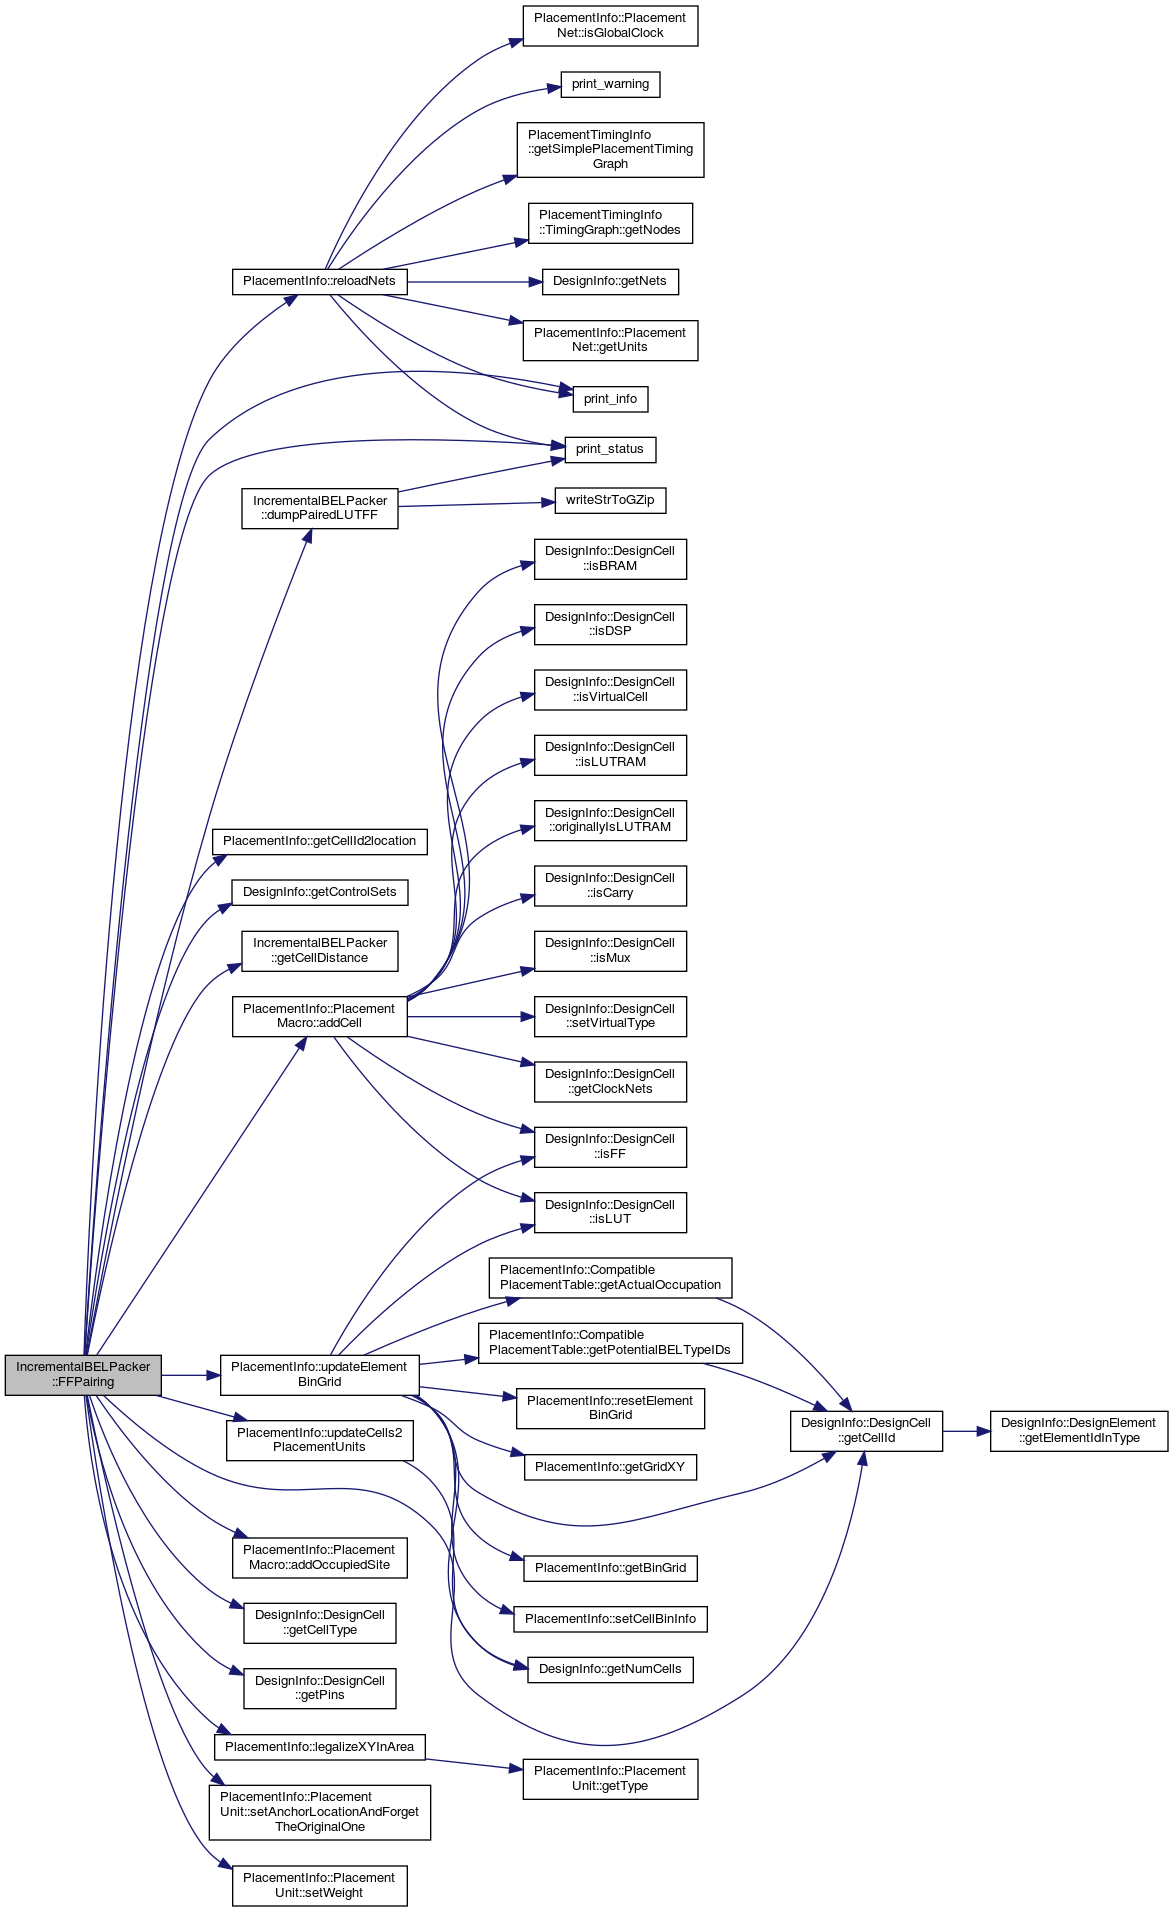 PlacementInfo::Placement
Net::isGlobalClock
print_warning
PlacementTimingInfo
::getSimplePlacementTiming
Graph
PlacementTimingInfo
::TimingGraph::getNodes
PlacementInfo::reloadNets
DesignInfo::getNets
PlacementInfo::Placement
Net::getUnits
print_info
print_status
IncrementalBELPacker
::dumpPairedLUTFF
writeStrToGZip
DesignInfo::DesignCell
::isBRAM
DesignInfo::DesignCell
::isDSP
DesignInfo::DesignCell
::isVirtualCell
DesignInfo::DesignCell
::isLUTRAM
DesignInfo::DesignCell
::originallyIsLUTRAM
PlacementInfo::getCellId2location
DesignInfo::DesignCell
::isCarry
DesignInfo::getControlSets
IncrementalBELPacker
::getCellDistance
DesignInfo::DesignCell
::isMux
PlacementInfo::Placement
Macro::addCell
DesignInfo::DesignCell
::setVirtualType
DesignInfo::DesignCell
::getClockNets
DesignInfo::DesignCell
::isFF
DesignInfo::DesignCell
::isLUT
PlacementInfo::Compatible
PlacementTable::getActualOccupation
PlacementInfo::Compatible
PlacementTable::getPotentialBELTypeIDs
IncrementalBELPacker
::FFPairing
PlacementInfo::updateElement
BinGrid
PlacementInfo::resetElement
BinGrid
PlacementInfo::updateCells2
PlacementUnits
DesignInfo::DesignCell
::getCellId
DesignInfo::DesignElement
::getElementIdInType
PlacementInfo::getGridXY
PlacementInfo::Placement
Macro::addOccupiedSite
PlacementInfo::getBinGrid
DesignInfo::DesignCell
::getCellType
PlacementInfo::setCellBinInfo
DesignInfo::getNumCells
DesignInfo::DesignCell
::getPins
PlacementInfo::legalizeXYInArea
PlacementInfo::Placement
Unit::getType
PlacementInfo::Placement
Unit::setAnchorLocationAndForget
TheOriginalOne
PlacementInfo::Placement
Unit::setWeight